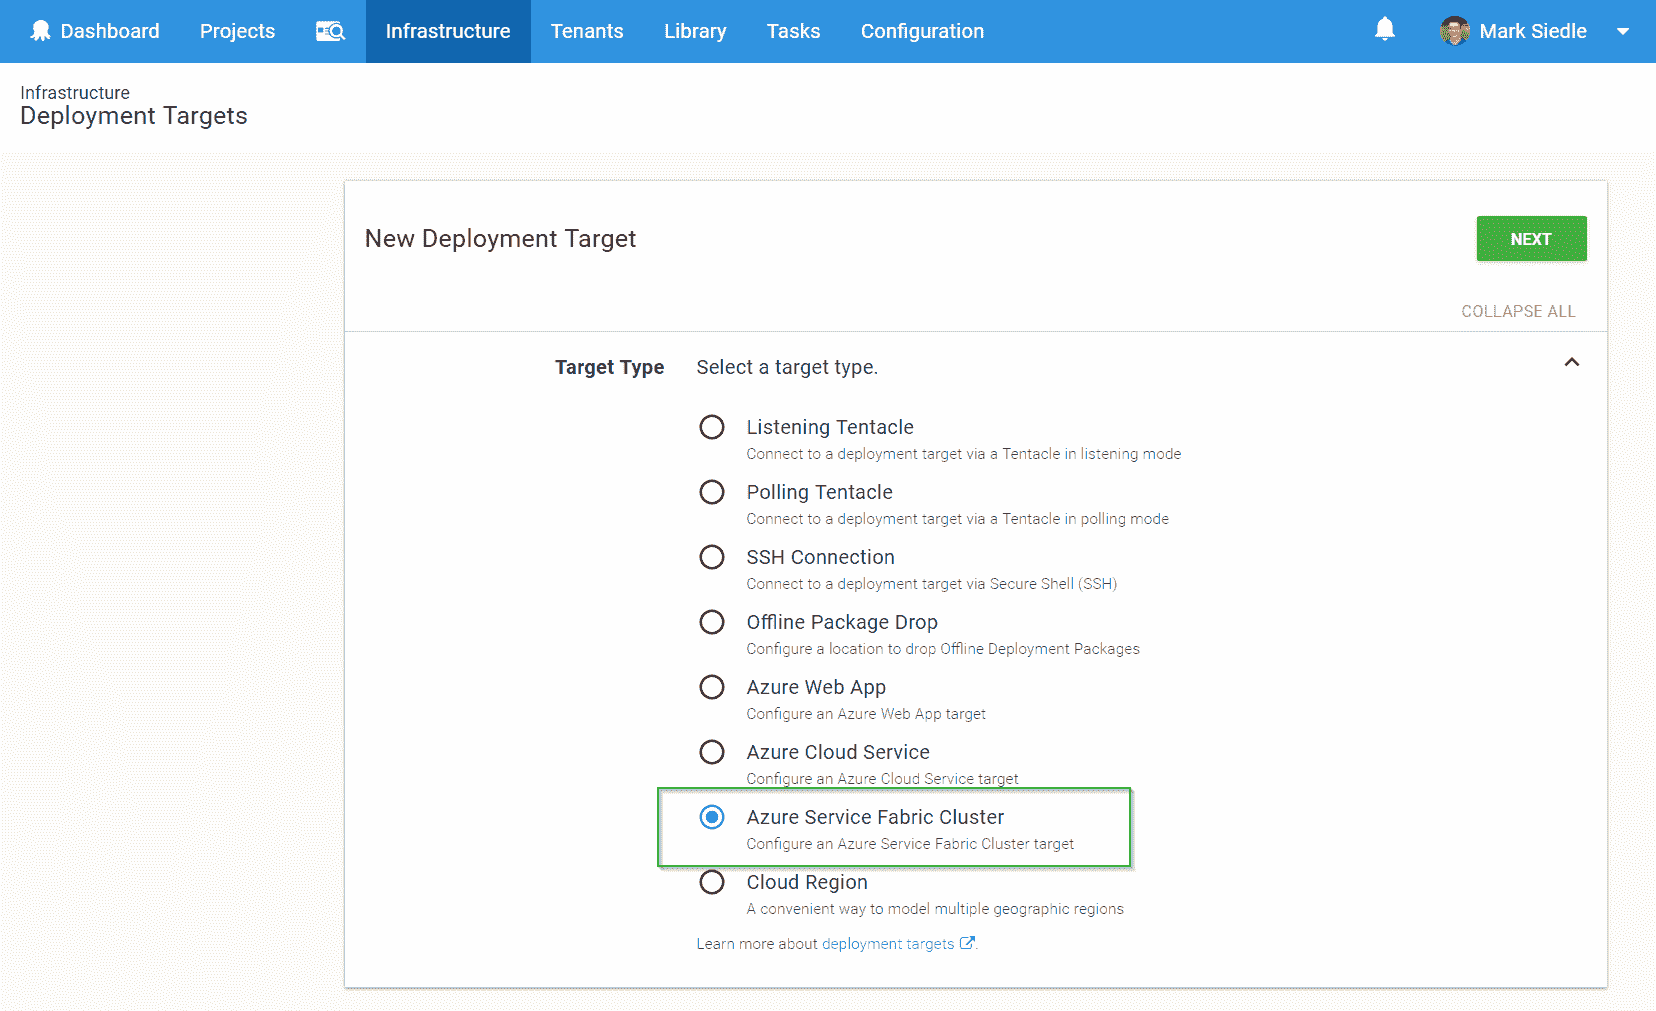 Dashboard Projects Infrastructure Tenants Library Tasks Configuration Mark Siedle
Infrastructure
Deployment Targets
New Deployment Target
NEXT
COLLAPSE ALL
Target Type Select a target type.
Listening Tentacle
Connect to a deployment target via a Tentacle in listening mode
Polling Tentacle
Connect to a deployment target via a Tentacle in polling mode
SSH Connection
Connect to a deployment target via Secure Shell (SSH)
Offline Package Drop
Configure a location to drop Offline Deployment Packages
Azure Web App
Configure an Azure Web App target
Azure Cloud Service
Configure an Azure Cloud Service target
Azure Service Fabric Cluster
Configure an Azure Service Fabric Cluster target
Cloud Region
A convenient way to model multiple geographic regions
Learn more about deployment targets.